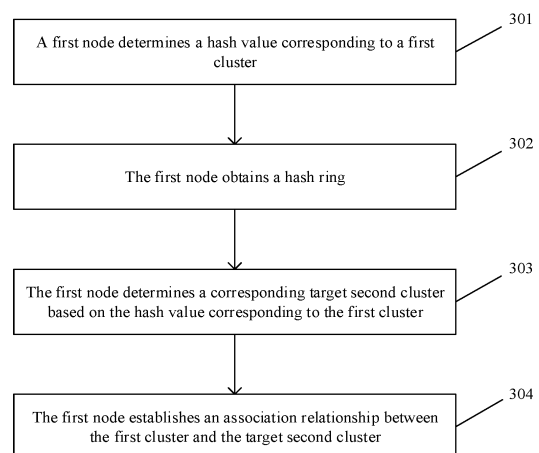 301
A first node determines a hash value corresponding to a first
cluster
302
The first node obtains a hash ring
303
The first node determines a corresponding target second cluster
based on the hash value corresponding to the first cluster
304
The first node establishes an association relationship between
the first cluster and the target second cluster